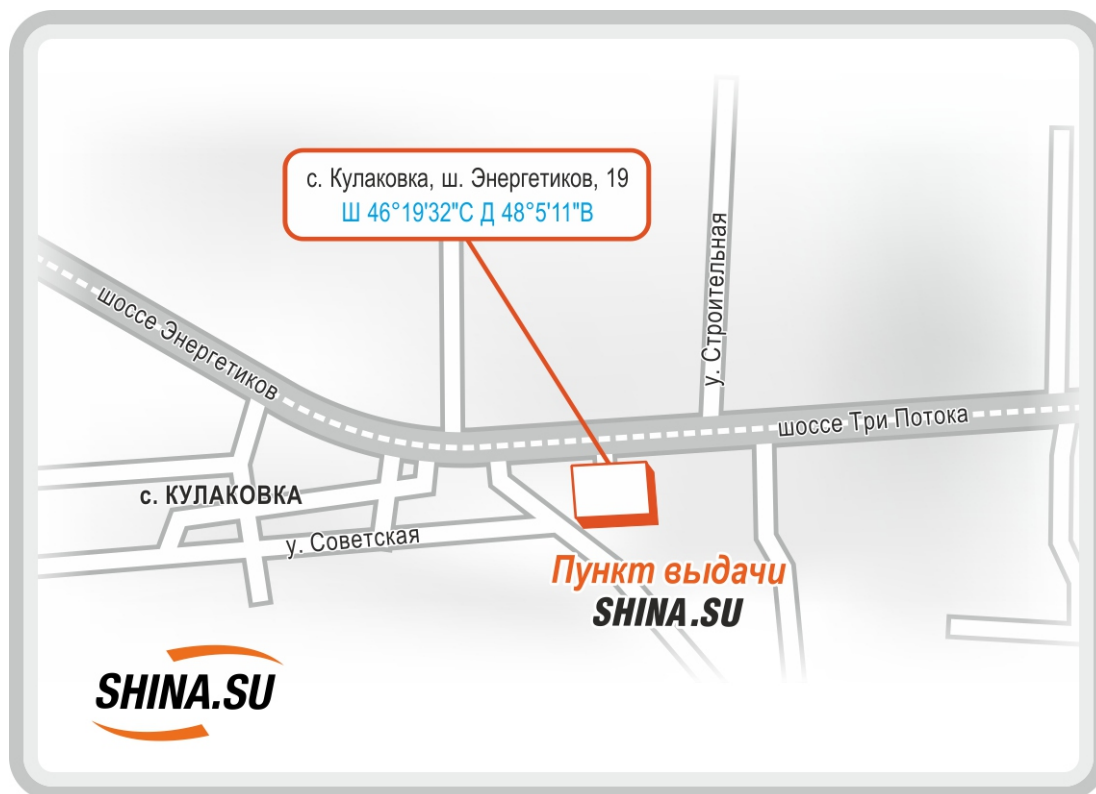 с. Кулаковка, ш. Энергетиков, 19
Ш 46°19'32"С Д 48°5'11"В
шоссе Энергетиков
у. Строительная
шоссе Три Потока
с. КУЛАКОВКА
у. Советская
Пункт выдачи
SHINA.SU
SHINA.SU